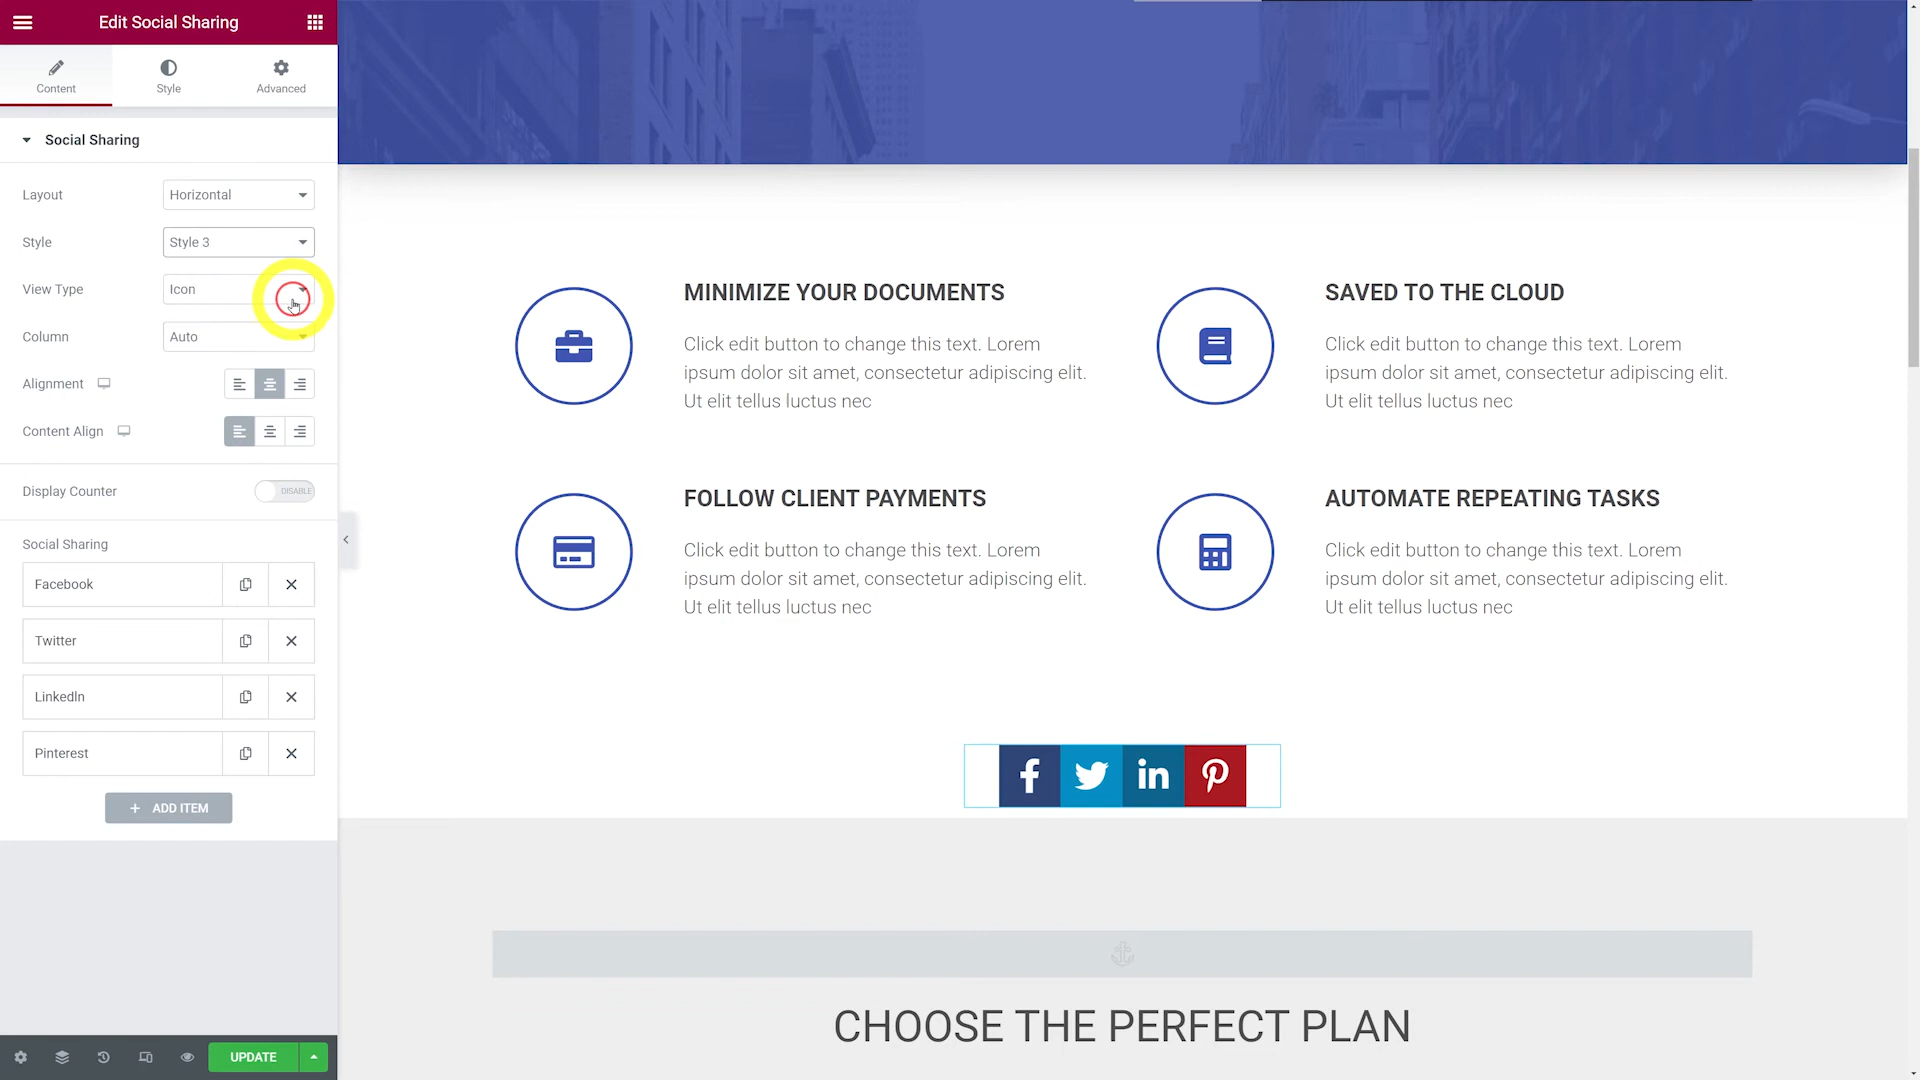 Edit Social Sharing
Content
Style
Advanced
Social Sharing
Layout
Horizontal
Style
Style 3
View Type
Icon
Column
Auto
Alignment
Content Align
Display Counter
DISABLE
Social Sharing
Facebook
Twitter
LinkedIn
Pinterest
+ ADD ITEM
UPDATE
MINIMIZE YOUR DOCUMENTS
Click edit button to change this text. Lorem
ipsum dolor sit amet, consectetur adipiscing elit.
Ut elit tellus luctus nec
SAVED TO THE CLOUD
Click edit button to change this text. Lorem
ipsum dolor sit amet, consectetur adipiscing elit.
Ut elit tellus luctus nec
FOLLOW CLIENT PAYMENTS
Click edit button to change this text. Lorem
ipsum dolor sit amet, consectetur adipiscing elit.
Ut elit tellus luctus nec
AUTOMATE REPEATING TASKS
Click edit button to change this text. Lorem
ipsum dolor sit amet, consectetur adipiscing elit.
Ut elit tellus luctus nec
CHOOSE THE PERFECT PLAN